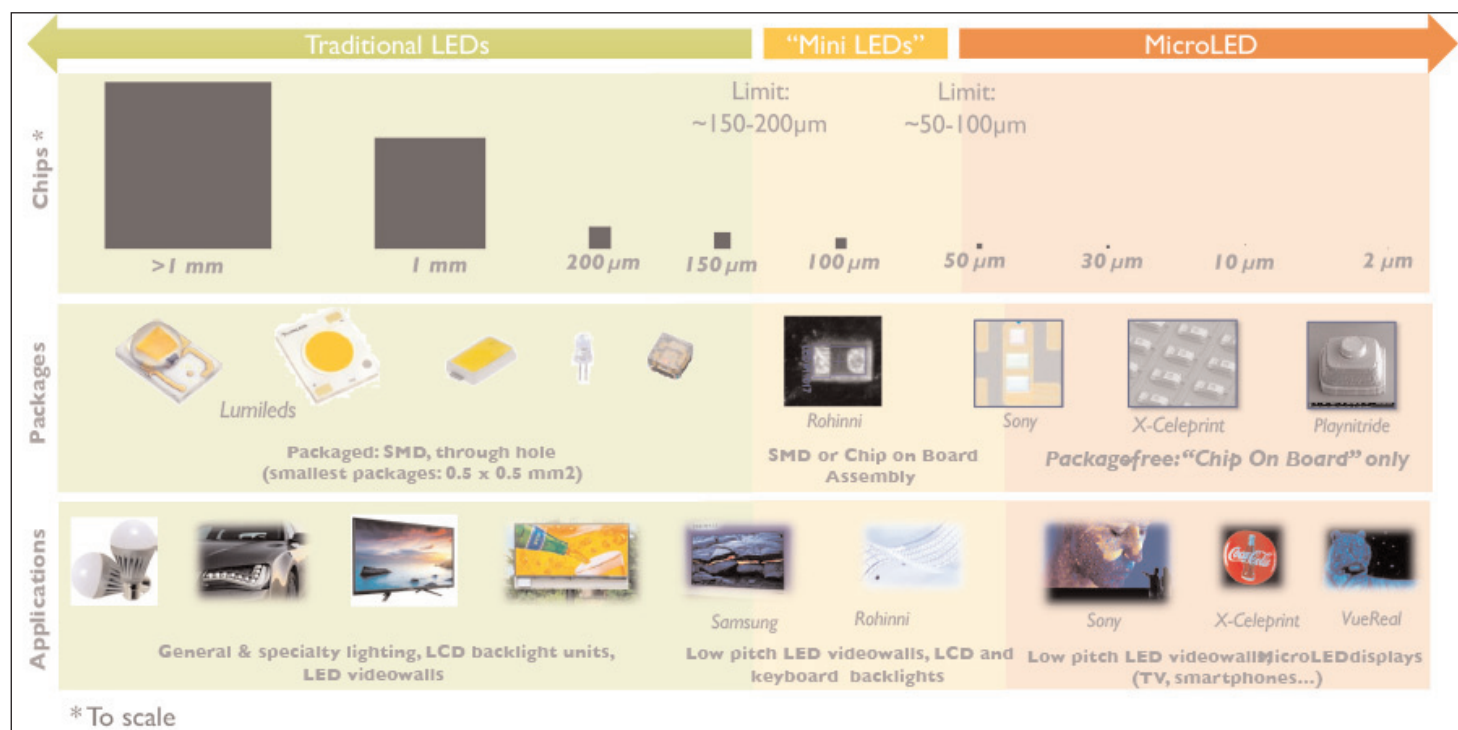 Traditional LEDs
"Mini LEDs"
MicroLED
Chips *
Limit:
~150-200µm
Limit:
~50-100µm
>1 mm
1 mm
200 µm
150 µm
100 µm
50 µm
30 µm
10 µm
2 µm
Packages
Lumileds
Rohinni
Sony
X-Celeprint
Playnitride
Packaged: SMD, through hole
(smallest packages: 0.5 x 0.5 mm2)
SMD or Chip on Board
Assembly
Packagefree: "Chip On Board" only
Applications
Coca-Cola
Samsung
Rohinni
Sony
X-Celeprint
VueReal
General & specialty lighting, LCD backlight units,
LED videowalls
Low pitch LED videowalls, LCD and
keyboard backlights
Low pitch LED videowalls MicroLED displays
(TV, smartphones...)
* To scale